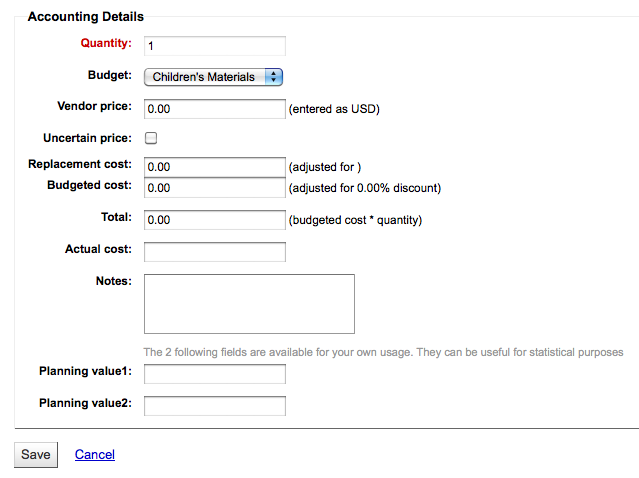 Accounting Details
Quantity: 1
Budget: Children's Materials
Vendor price: 0.00 (entered as USD)
Uncertain price:
Replacement cost: 0.00 (adjusted for )
Budgeted cost: 0.00 (adjusted for 0.00% discount)
Total: 0.00 (budgeted cost * quantity)
Actual cost:
Notes:
The 2 following fields are available for your own usage. They can be useful for statistical purposes
Planning value1:
Planning value2:
Save Cancel